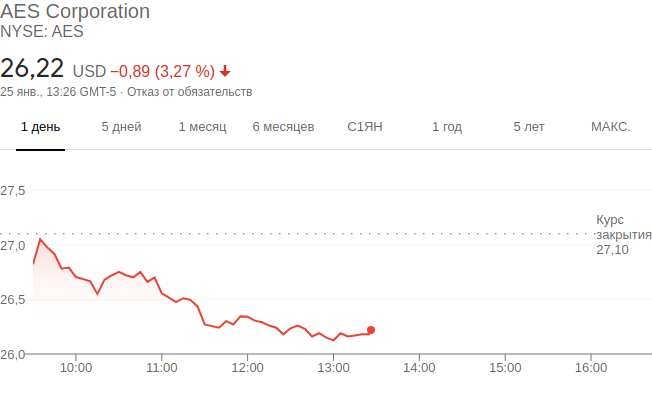 AES Corporation
NYSE: AES
26,22 USD −0,89 (3,27 %)
25 янв., 13:26 GMT-5 · Отказ от обязательств
1 день 5 дней 1 месяц 6 месяцев С1ЯН 1 год 5 лет МАКС.
27,5
Курс
закрытия
27,10
27,0
26,5
26,0
10:00 11:00 12:00 13:00 14:00 15:00 16:00